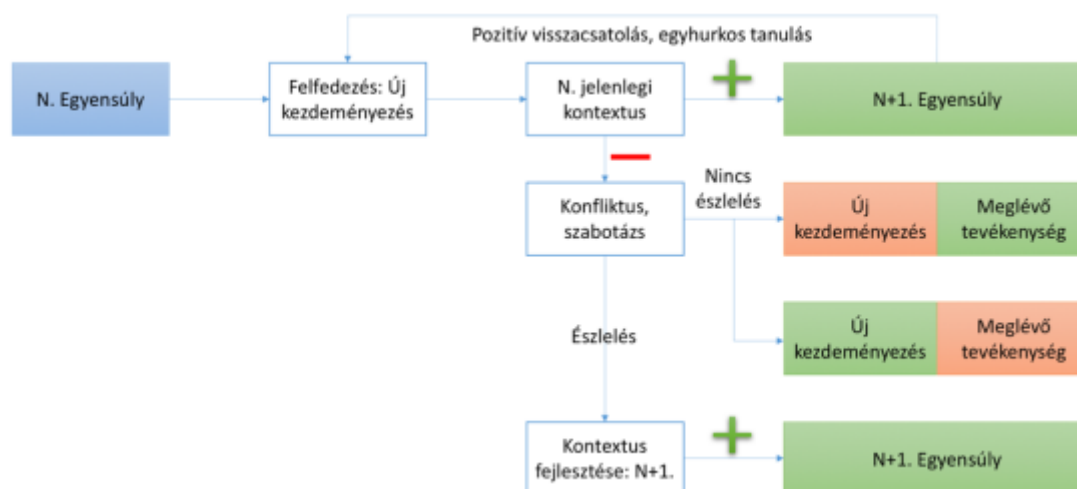 Pozitív visszacsatolás, egyhurkos tanulás
N. Egyensúly
Felfedezés: Új
kezdeményezés
N. jelenlegi
kontextus
N+1. Egyensúly
Konfliktus,
szabotázs
Nincs
észlelés
Új
kezdeményezés
Meglévő
tevékenység
Észlelés
Új
kezdeményezés
Meglévő
tevékenység
Kontextus
fejlesztése: N+1.
N+1. Egyensúly